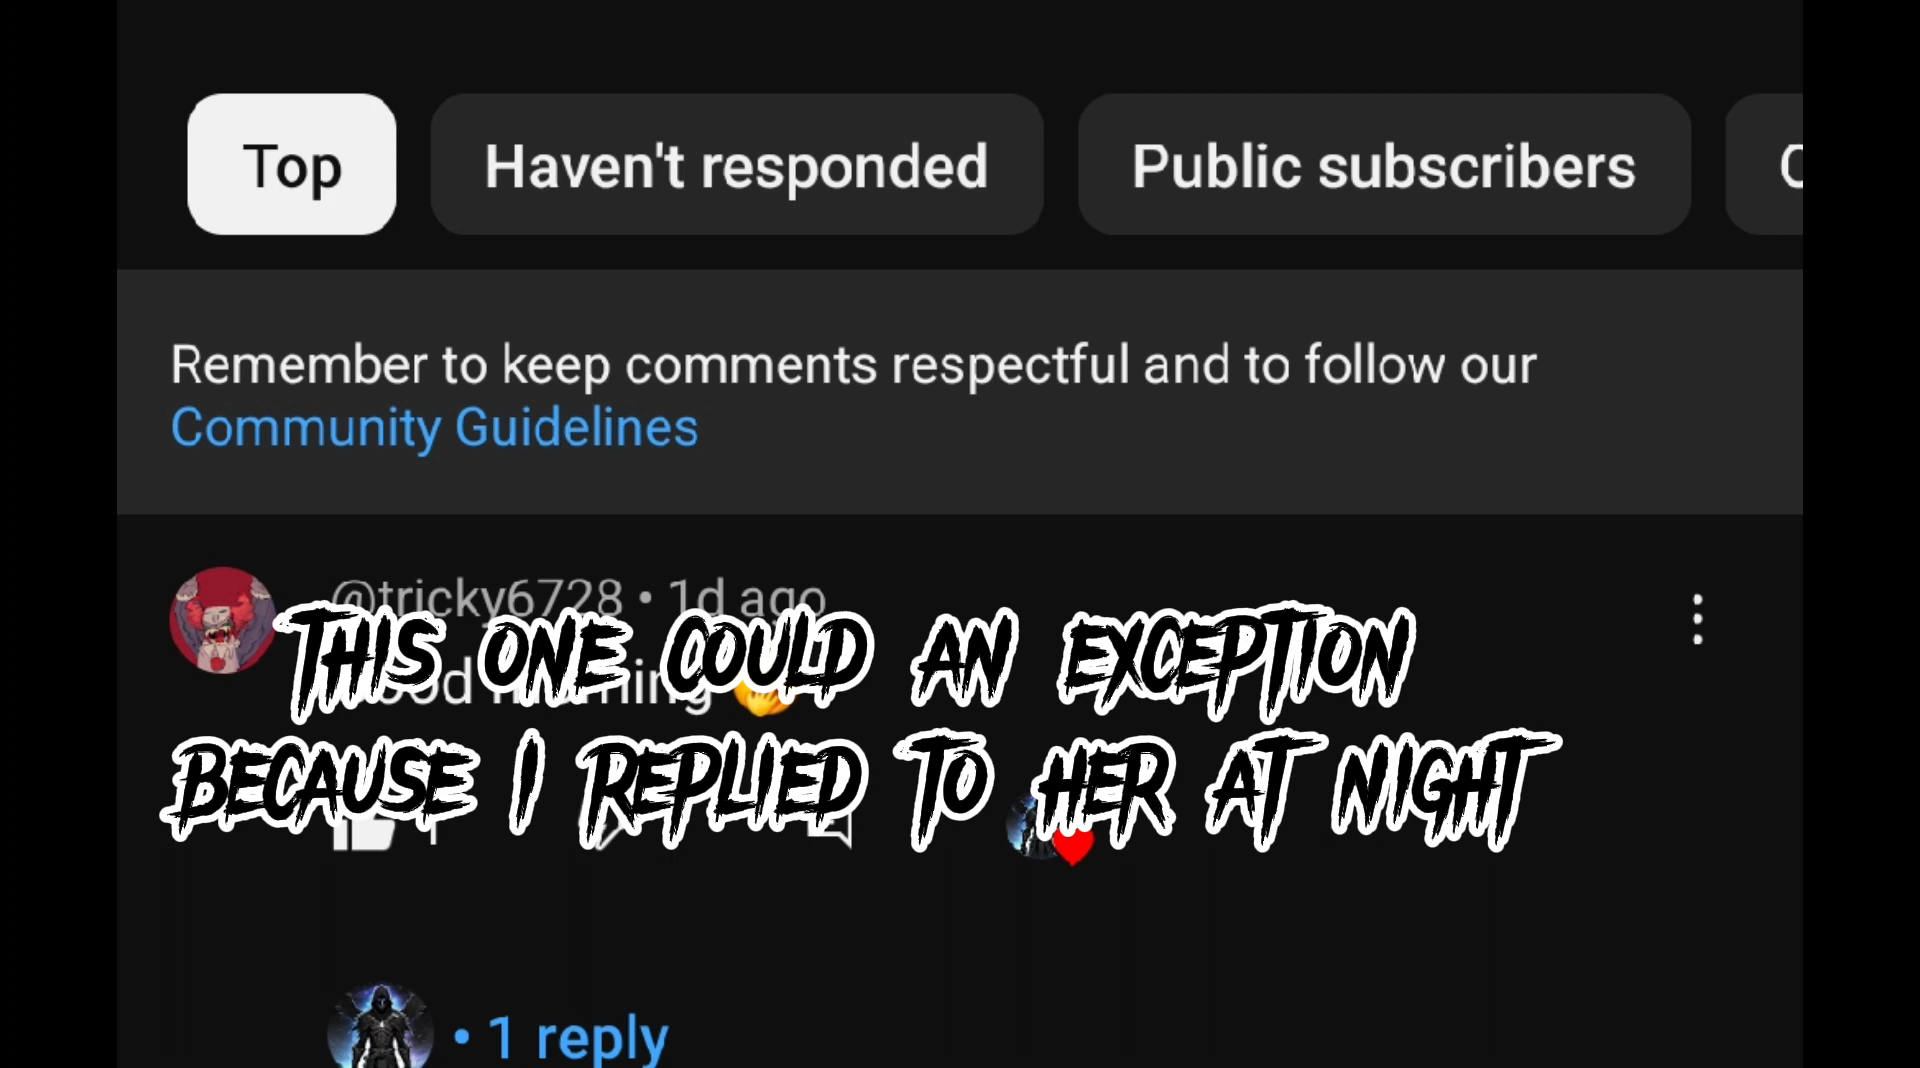 Top Haven't responded Public subscribers
Remember to keep comments respectful and to follow our
Community Guidelines
@tricky6728 • 1d ago
THIS ONE COULD AN EXCEPTION
BECAUSE I REPLIED TO HER AT NIGHT
1
• 1 reply